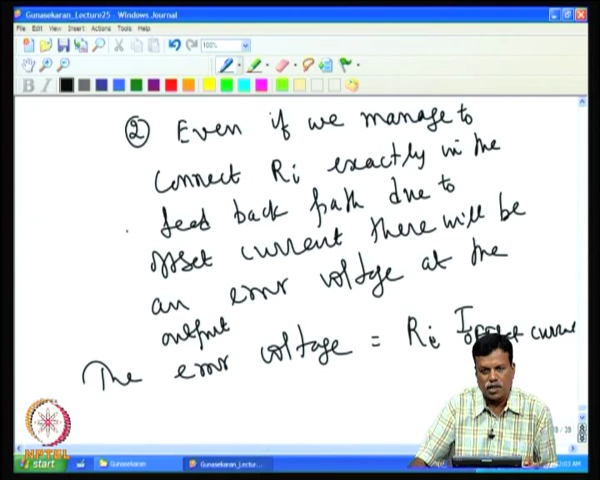 Gunasekaran_Lecture25 - Windows Journal
File Edit View Insert Actions Tools Help
100%
B I
② Even if we manage to
connect Ri exactly in the
feed back path due to
offset current there will be
an error voltage at the
output
The error voltage = Ri I offset current
NPTEL
start Gunasekaran Gunasekaran_Lectur...